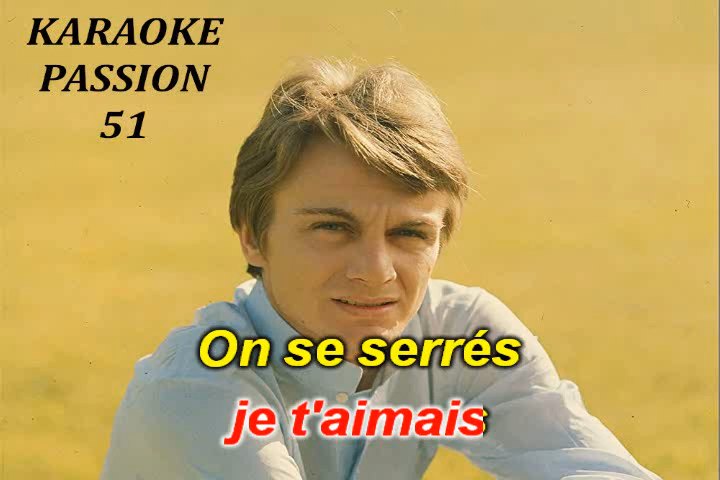 KARAOKE
PASSION
51
On se serrés
je t'aimais